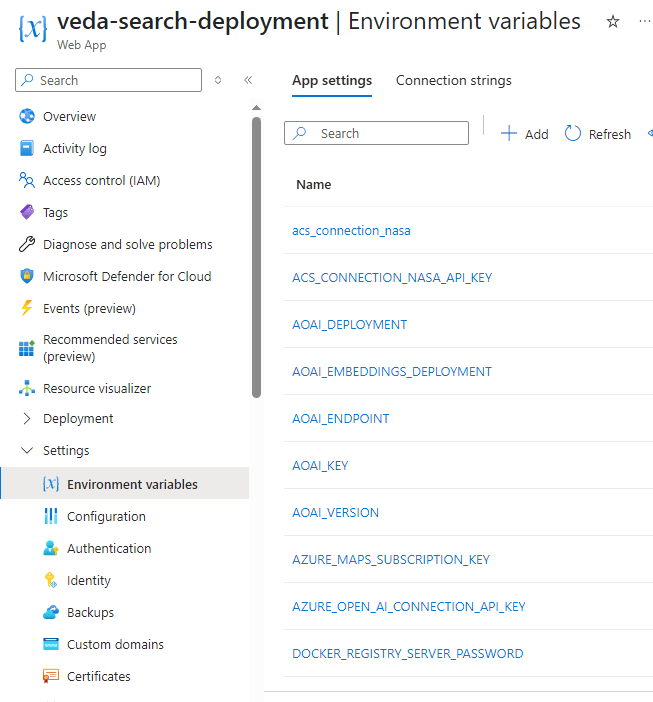 veda-search-deployment | Environment variables
Web App
Search
Overview
Activity log
Access control (IAM)
Tags
Diagnose and solve problems
Microsoft Defender for Cloud
Events (preview)
Recommended services
(preview)
Resource visualizer
Deployment
Settings
Environment variables
Configuration
Authentication
Identity
Backups
Custom domains
Certificates
App settings Connection strings
Search Add Refresh
Name
acs_connection_nasa
ACS_CONNECTION_NASA_API_KEY
AOAI_DEPLOYMENT
AOAI_EMBEDDINGS_DEPLOYMENT
AOAI_ENDPOINT
AOAI_KEY
AOAI_VERSION
AZURE_MAPS_SUBSCRIPTION_KEY
AZURE_OPEN_AI_CONNECTION_API_KEY
DOCKER_REGISTRY_SERVER_PASSWORD